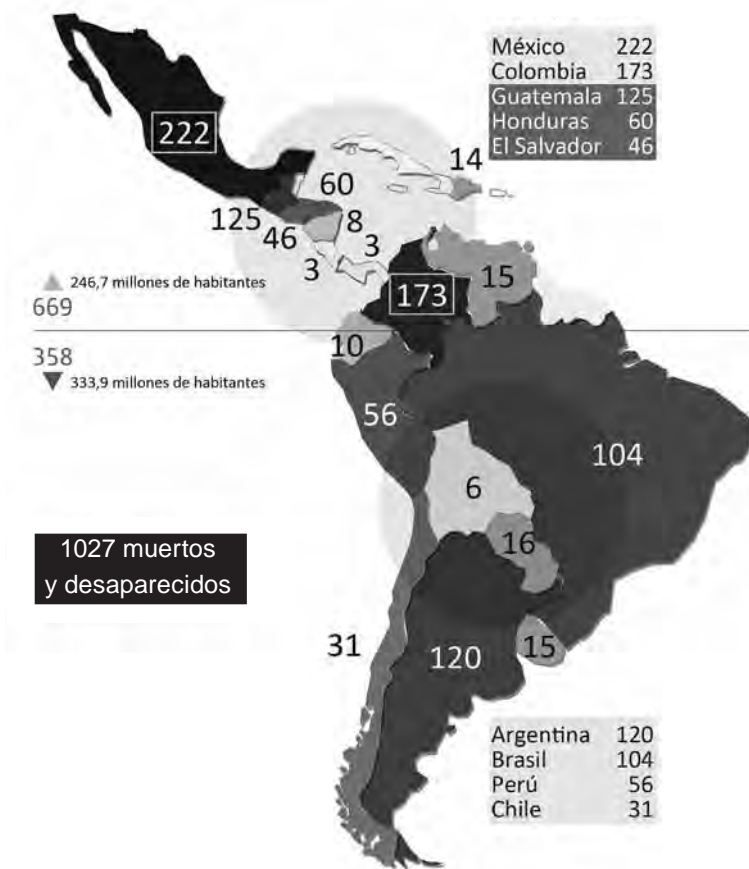 México 222
Colombia 173
Guatemala 125
Honduras 60
El Salvador 46
222
14
60
125
8
46
3
3
15
173
246,7 millones de habitantes
669
10
358
333,9 millones de habitantes
56
104
6
1027 muertos
y desaparecidos
16
31
120
15
Argentina 120
Brasil 104
Perú 56
Chile 31